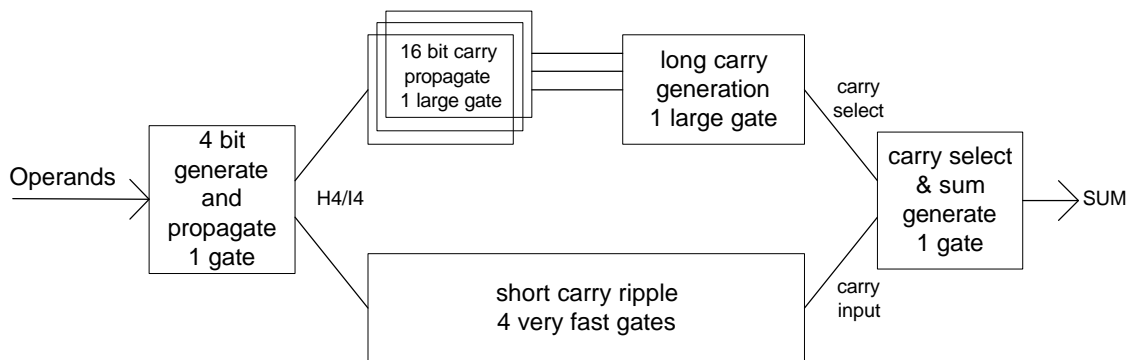 Operands
4 bit
generate
and
propagate
1 gate
H4/I4
16 bit carry
propagate
1 large gate
long carry
generation
1 large gate
carry
select
short carry ripple
4 very fast gates
carry
input
carry select
& sum
generate
1 gate
SUM